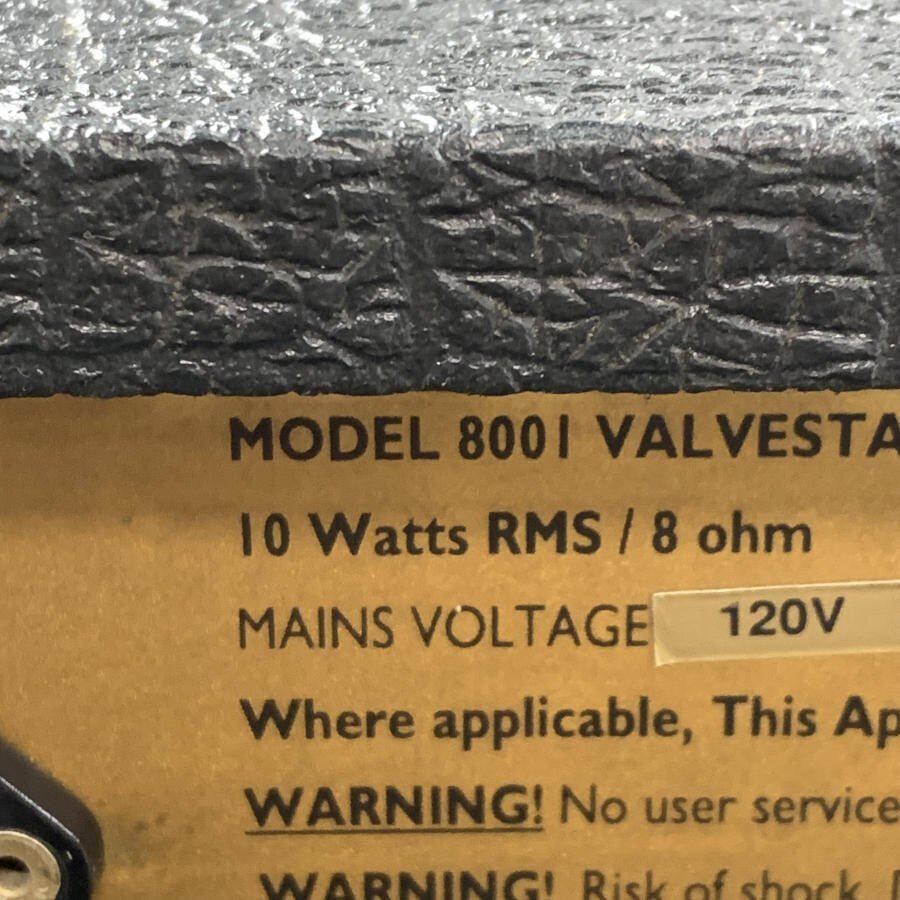 MODEL 8001 VALVESTA
10 Watts RMS / 8 ohm
MAINS VOLTAGE 120V
Where applicable, This Ap
WARNING! No user service
WARNING! Risk of shock.